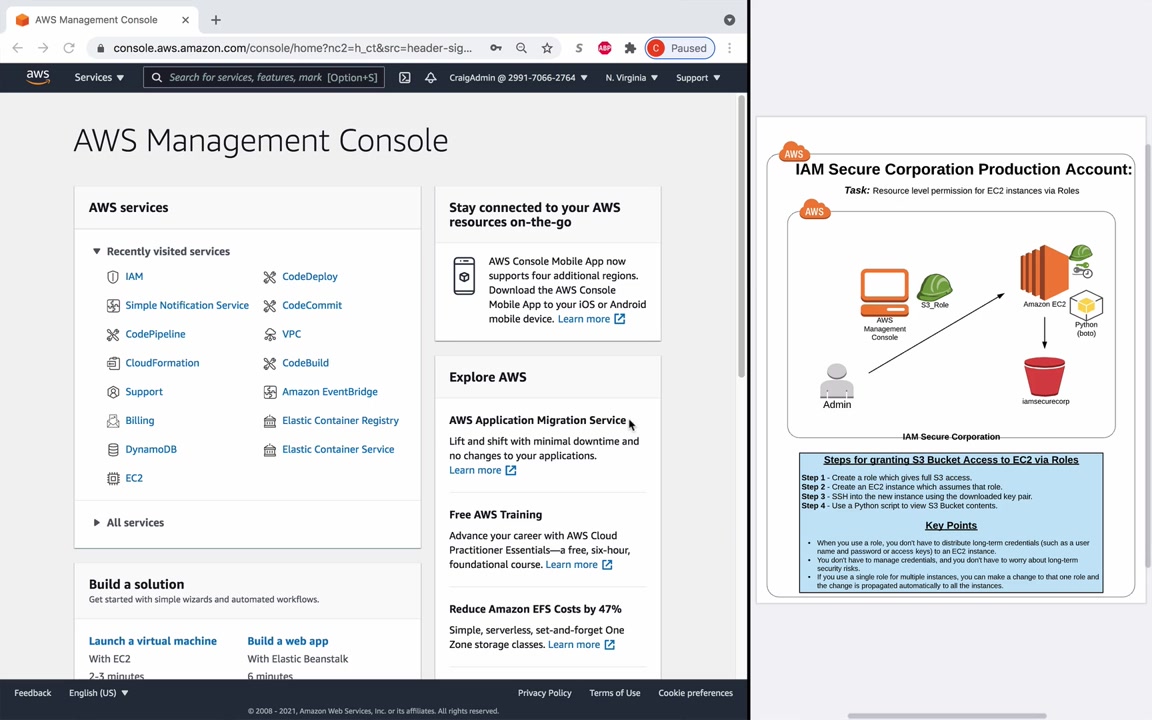 AWS Management Console
console.aws.amazon.com/console/home?nc2=h_ct&src=header-sig...
S
ABP
C
Paused
aws
Services
Search for services, features, mark
[Option+S]
CraigAdmin @ 2991-7066-2764
N. Virginia
Support
AWS Management Console
AWS services
Recently visited services
IAM
CodeDeploy
Simple Notification Service
CodeCommit
CodePipeline
VPC
CloudFormation
CodeBuild
Support
Amazon EventBridge
Billing
Elastic Container Registry
DynamoDB
Elastic Container Service
EC2
All services
Build a solution
Get started with simple wizards and automated workflows.
Launch a virtual machine
Build a web app
With EC2
With Elastic Beanstalk
2-3 minutes
6 minutes
Stay connected to your AWS
resources on-the-go
AWS Console Mobile App now
supports four additional regions.
Download the AWS Console
Mobile App to your iOS or Android
mobile device. Learn more
Explore AWS
AWS Application Migration Service
Lift and shift with minimal downtime and
no changes to your applications.
Learn more
Free AWS Training
Advance your career with AWS Cloud
Practitioner Essentials—a free, six-hour,
foundational course. Learn more
Reduce Amazon EFS Costs by 47%
Simple, serverless, set-and-forget One
Zone storage classes. Learn more
Feedback
English (US)
Privacy Policy
Terms of Use
Cookie preferences
© 2008 - 2021, Amazon Web Services, Inc. or its affiliates. All rights reserved.
AWS
IAM Secure Corporation Production Account:
Task: Resource level permission for EC2 instances via Roles
AWS
S3_Role
AWS
Management
Console
Amazon EC2
Python
(boto)
Admin
iamsecurecorp
IAM Secure Corporation
Steps for granting S3 Bucket Access to EC2 via Roles
Step 1 - Create a role which gives full S3 access.
Step 2 - Create an EC2 instance which assumes that role.
Step 3 - SSH into the new instance using the downloaded key pair.
Step 4 - Use a Python script to view S3 Bucket contents.
Key Points
• When you use a role, you don't have to distribute long-term credentials (such as a user
name and password or access keys) to an EC2 instance.
• You don't have to manage credentials, and you don't have to worry about long-term
security risks.
• If you use a single role for multiple instances, you can make a change to that one role and
the change is propagated automatically to all the instances.